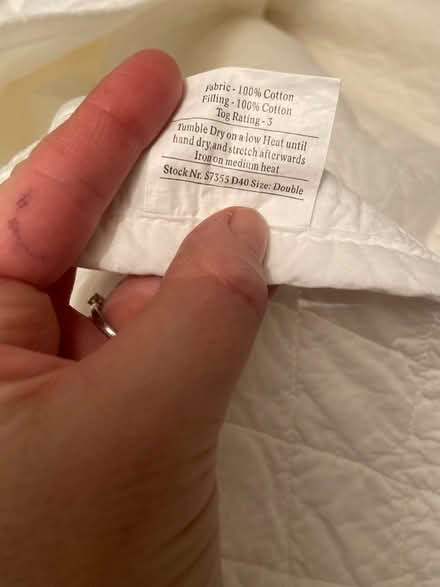 Fabric - 100% Cotton
Filling - 100% Cotton
Tog Rating - 3
Tumble Dry on a low Heat until
hand dry and stretch afterwards
Iron on medium heat
Stock Nr. S7355 D40 Size: Double